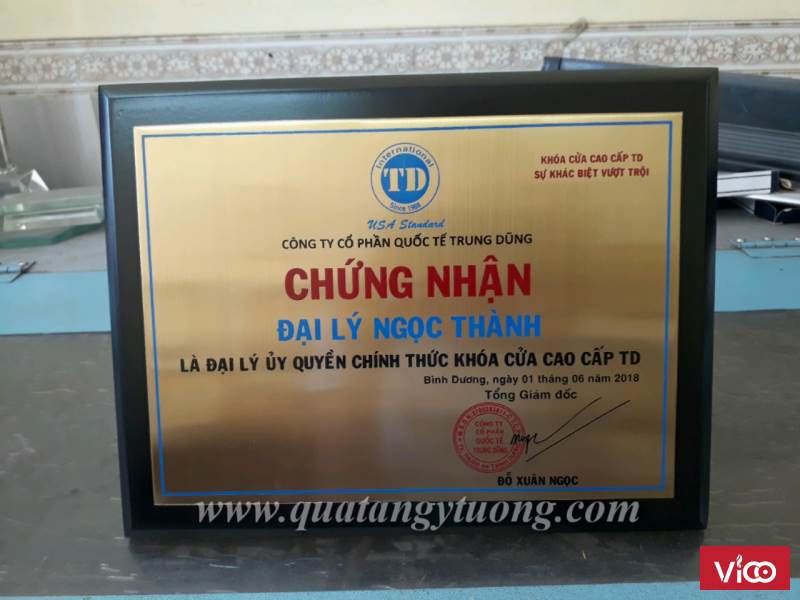 International
TD
Since 1988
USA Standard
KHÓA CỬA CAO CẤP TD
SỰ KHÁC BIỆT VƯỢT TRỘI
CÔNG TY CỔ PHẦN QUỐC TẾ TRUNG DŨNG
CHỨNG NHẬN
ĐẠI LÝ NGỌC THÀNH
LÀ ĐẠI LÝ ỦY QUYỀN CHÍNH THỨC KHÓA CỬA CAO CẤP TD
Bình Dương, ngày 01 tháng 06 năm 2018
Tổng Giám đốc
CÔNG TY
CỔ PHẦN
QUỐC TẾ
TRUNG DŨNG
ĐỖ XUÂN NGỌC
www.quatangytuong.com
Vico